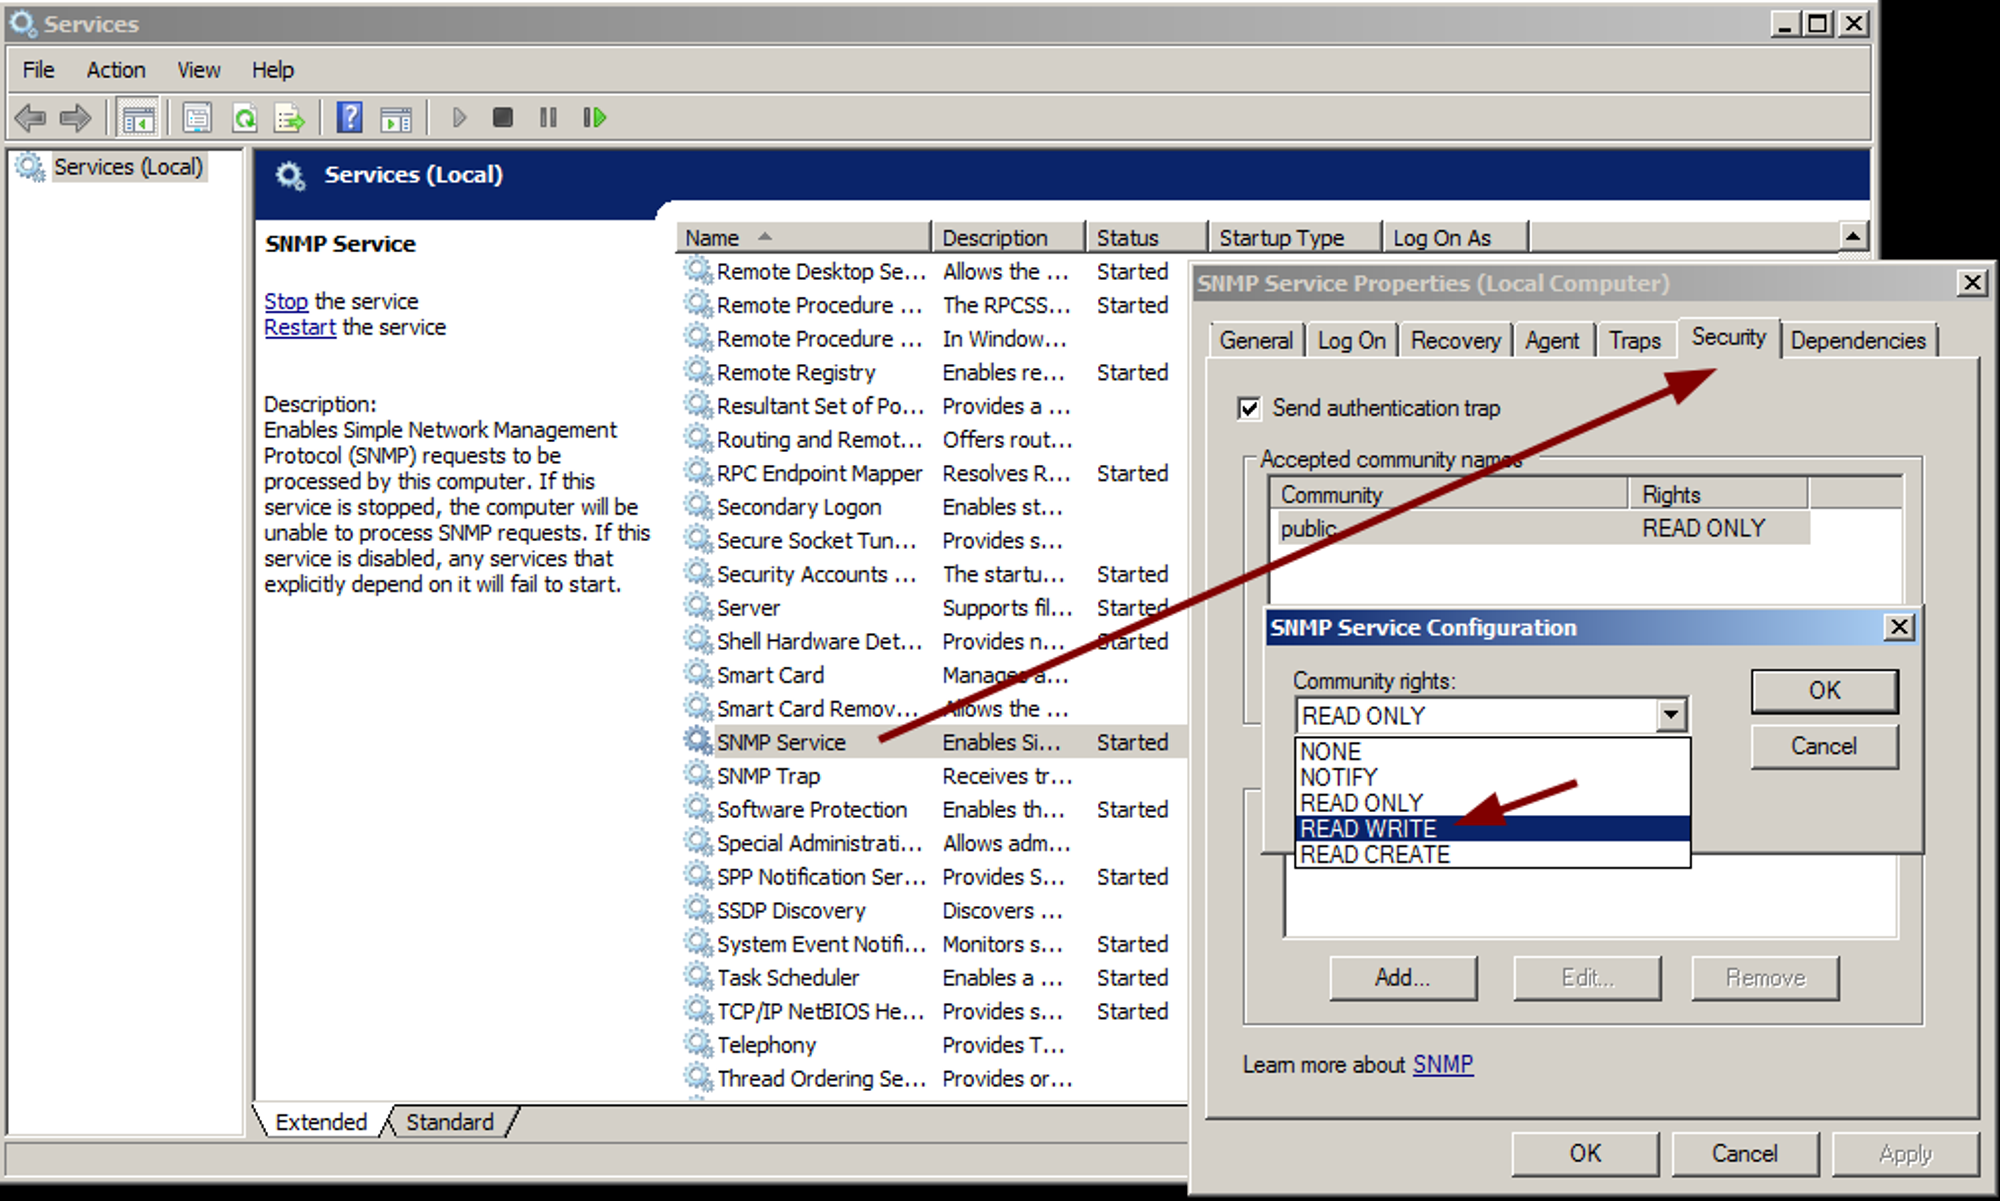 Services
File Action View Help
Services (Local)
Services (Local)
SNMP Service
Stop the service
Restart the service
Description:
Enables Simple Network Management
Protocol (SNMP) requests to be
processed by this computer. If this
service is stopped, the computer will be
unable to process SNMP requests. If this
service is disabled, any services that
explicitly depend on it will fail to start.
Name Description Status Startup Type Log On As
Remote Desktop Se... Allows the ... Started
Remote Procedure ... The RPCSS... Started
Remote Procedure ... In Window...
Remote Registry Enables re... Started
Resultant Set of Po... Provides a ...
Routing and Remot... Offers rout...
RPC Endpoint Mapper Resolves R... Started
Secondary Logon Enables st...
Secure Socket Tun... Provides s...
Security Accounts ... The startu... Started
Server Supports fil... Started
Shell Hardware Det... Provides n... Started
Smart Card Manages a...
Smart Card Remov... Allows the ...
SNMP Service Enables Si... Started
SNMP Trap Receives tr...
Software Protection Enables th... Started
Special Administrati... Allows adm...
SPP Notification Ser... Provides S... Started
SSDP Discovery Discovers ...
System Event Notifi... Monitors s... Started
Task Scheduler Enables a ... Started
TCP/IP NetBIOS He... Provides s... Started
Telephony Provides T...
Thread Ordering Se... Provides or...
Extended Standard
SNMP Service Properties (Local Computer)
General Log On Recovery Agent Traps Security Dependencies
Send authentication trap
Accepted community names
Community Rights
public READ ONLY
SNMP Service Configuration
Community rights:
READ ONLY
OK
Cancel
NONE
NOTIFY
READ ONLY
READ WRITE
READ CREATE
Add... Edit... Remove
Learn more about SNMP
OK Cancel Apply